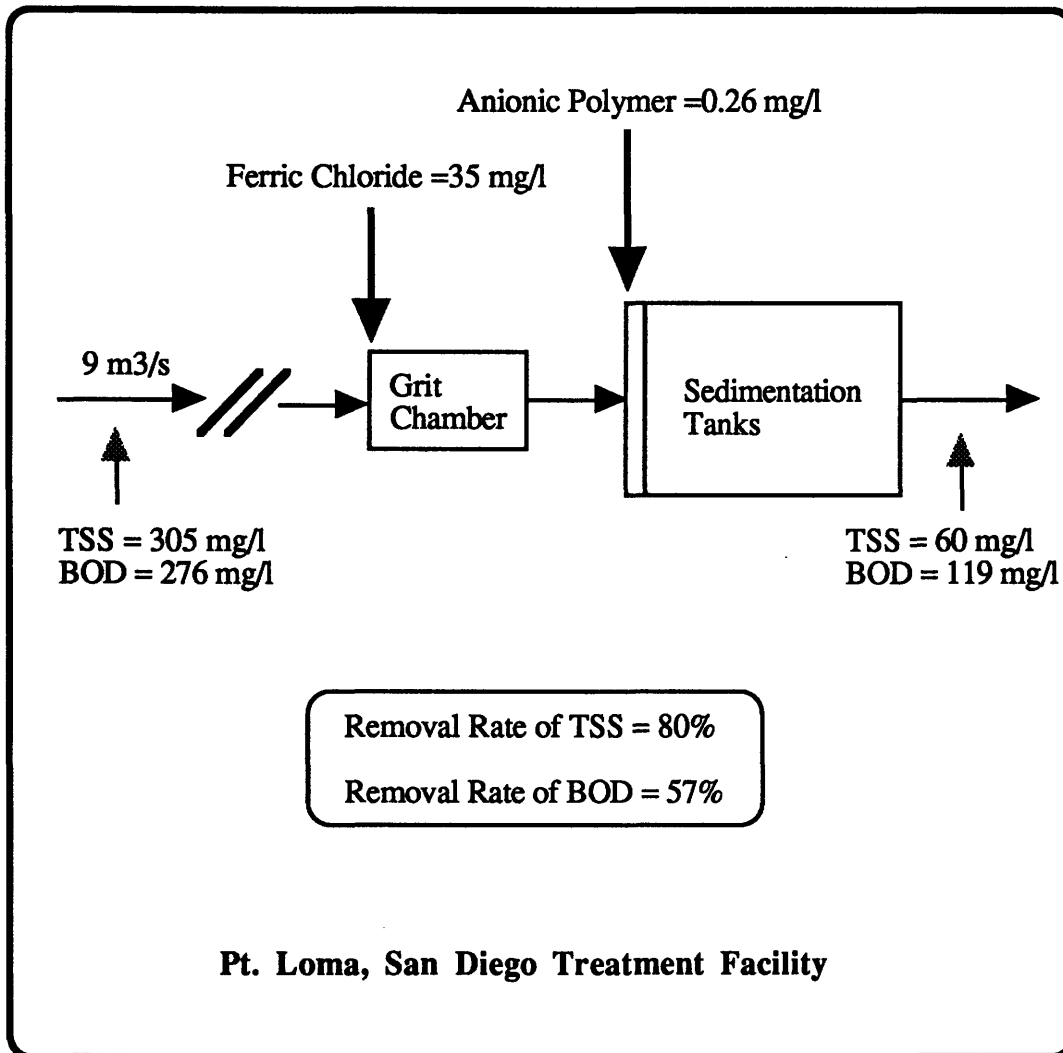 Anionic Polymer =0.26 mg/l
Ferric Chloride =35 mg/l
9 m3/s
Grit
Chamber
Sedimentation
Tanks
TSS = 305 mg/l
BOD = 276 mg/l
TSS = 60 mg/l
BOD = 119 mg/l
Removal Rate of TSS = 80%
Removal Rate of BOD = 57%
Pt. Loma, San Diego Treatment Facility